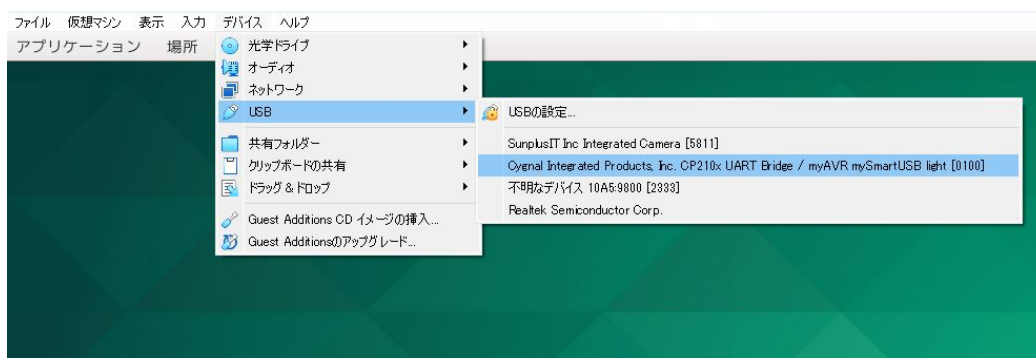 ファイル 仮想マシン 表示 入力 デバイス ヘルプ
アプリケーション 場所
光学ドライブ
オーディオ
ネットワーク
USB
共有フォルダー
クリップボードの共有
ドラッグ & ドロップ
Guest Additions CD イメージの挿入...
Guest Additionsのアップグレード...
USBの設定...
SunplusIT Inc Integrated Camera [5811]
Cygnal Integrated Products, Inc. CP210x UART Bridge / myAVR mySmartUSB light [0100]
不明なデバイス 10A5:9800 [2333]
Realtek Semiconductor Corp.